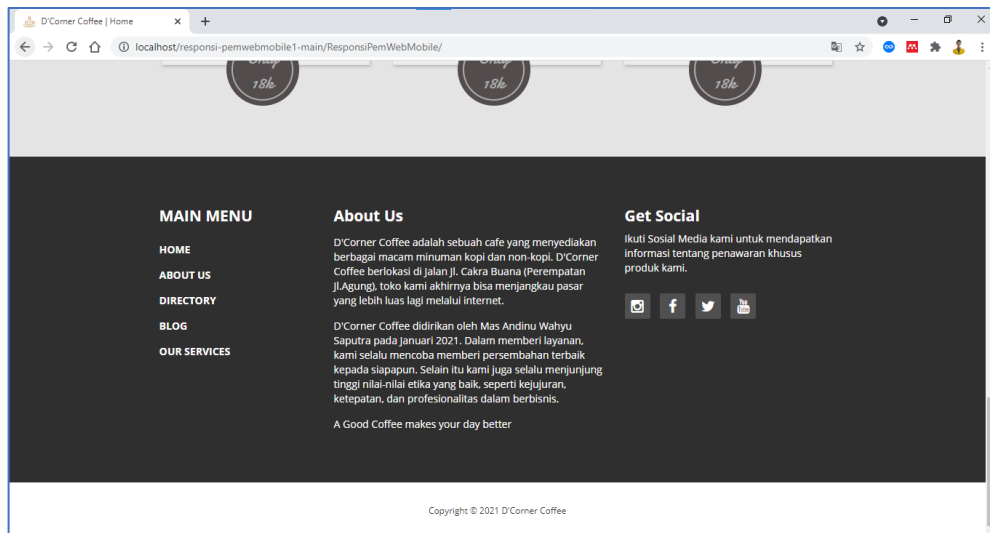 D'Corner Coffee | Home
localhost/responsi-pemwebmobile1-main/ResponsiPemWebMobile/
18k
18k
18k
MAIN MENU
HOME
ABOUT US
DIRECTORY
BLOG
OUR SERVICES
About Us
D'Corner Coffee adalah sebuah cafe yang menyediakan
berbagai macam minuman kopi dan non-kopi. D'Corner
Coffee berlokasi di Jalan Jl. Cakra Buana (Perempatan
Jl.Agung), toko kami akhirnya bisa menjangkau pasar
yang lebih luas lagi melalui internet.
D'Corner Coffee didirikan oleh Mas Andinu Wahyu
Saputra pada Januari 2021. Dalam memberi layanan,
kami selalu mencoba memberi persembahan terbaik
kepada siapapun. Selain itu kami juga selalu menjunjung
tinggi nilai-nilai etika yang baik, seperti kejujuran,
ketepatan, dan profesionalitas dalam berbisnis.
A Good Coffee makes your day better
Get Social
Ikuti Sosial Media kami untuk mendapatkan
informasi tentang penawaran khusus
produk kami.
You
Tube
Copyright © 2021 D'Corner Coffee